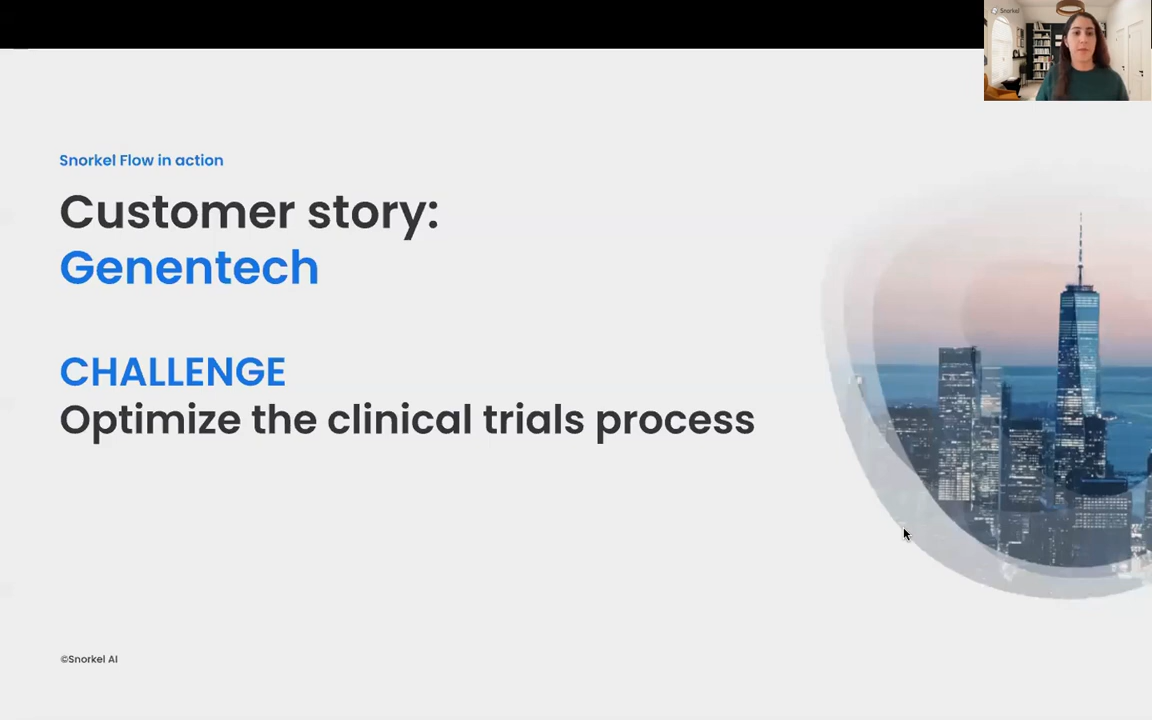 Snorkel
Snorkel Flow in action
Customer story:
Genentech
CHALLENGE
Optimize the clinical trials process
©Snorkel AI